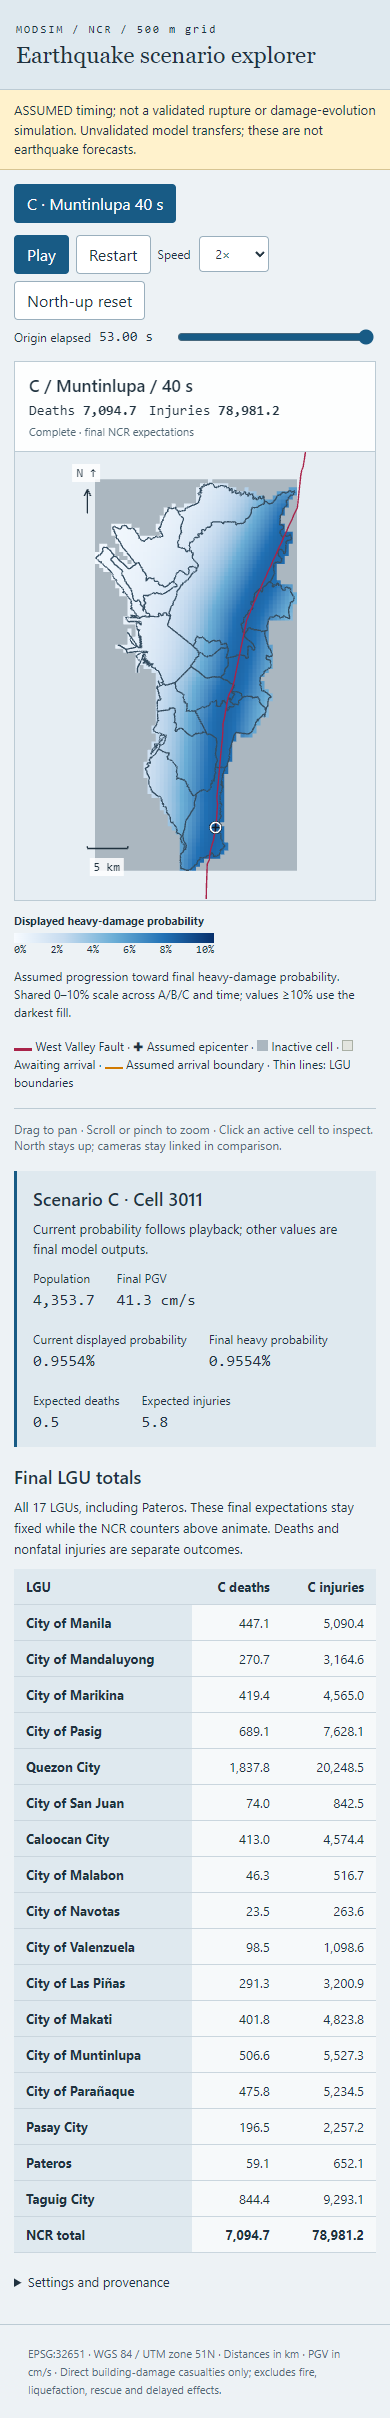 MODSIM / NCR / 500 m grid
Earthquake scenario explorer
ASSUMED timing; not a validated rupture or damage-evolution
simulation. Unvalidated model transfers; these are not
earthquake forecasts.
C · Muntinlupa 40 s
Play Restart Speed 2×
North-up reset
Origin elapsed 53.00 s
C / Muntinlupa / 40 s
Deaths 7,094.7 Injuries 78,981.2
Complete · final NCR expectations
N ↑
5 km
Displayed heavy-damage probability
0% 2% 4% 6% 8% 10%
Assumed progression toward final heavy-damage probability.
Shared 0–10% scale across A/B/C and time; values ≥10% use the
darkest fill.
West Valley Fault · ✚ Assumed epicenter · Inactive cell ·
Awaiting arrival · Assumed arrival boundary · Thin lines: LGU
boundaries
Drag to pan · Scroll or pinch to zoom · Click an active cell to inspect.
North stays up; cameras stay linked in comparison.
Scenario C · Cell 3011
Current probability follows playback; other values are
final model outputs.
Population Final PGV
4,353.7 41.3 cm/s
Current displayed probability Final heavy probability
0.9554% 0.9554%
Expected deaths Expected injuries
0.5 5.8
Final LGU totals
All 17 LGUs, including Pateros. These final expectations stay
fixed while the NCR counters above animate. Deaths and
nonfatal injuries are separate outcomes.
LGU C deaths C injuries
City of Manila 447.1 5,090.4
City of Mandaluyong 270.7 3,164.6
City of Marikina 419.4 4,565.0
City of Pasig 689.1 7,628.1
Quezon City 1,837.8 20,248.5
City of San Juan 74.0 842.5
Caloocan City 413.0 4,574.4
City of Malabon 46.3 516.7
City of Navotas 23.5 263.6
City of Valenzuela 98.5 1,098.6
City of Las Piñas 291.3 3,200.9
City of Makati 401.8 4,823.8
City of Muntinlupa 506.6 5,527.3
City of Parañaque 475.8 5,234.5
Pasay City 196.5 2,257.2
Pateros 59.1 652.1
Taguig City 844.4 9,293.1
NCR total 7,094.7 78,981.2
▶ Settings and provenance
EPSG:32651 · WGS 84 / UTM zone 51N · Distances in km · PGV in
cm/s · Direct building-damage casualties only; excludes fire,
liquefaction, rescue and delayed effects.